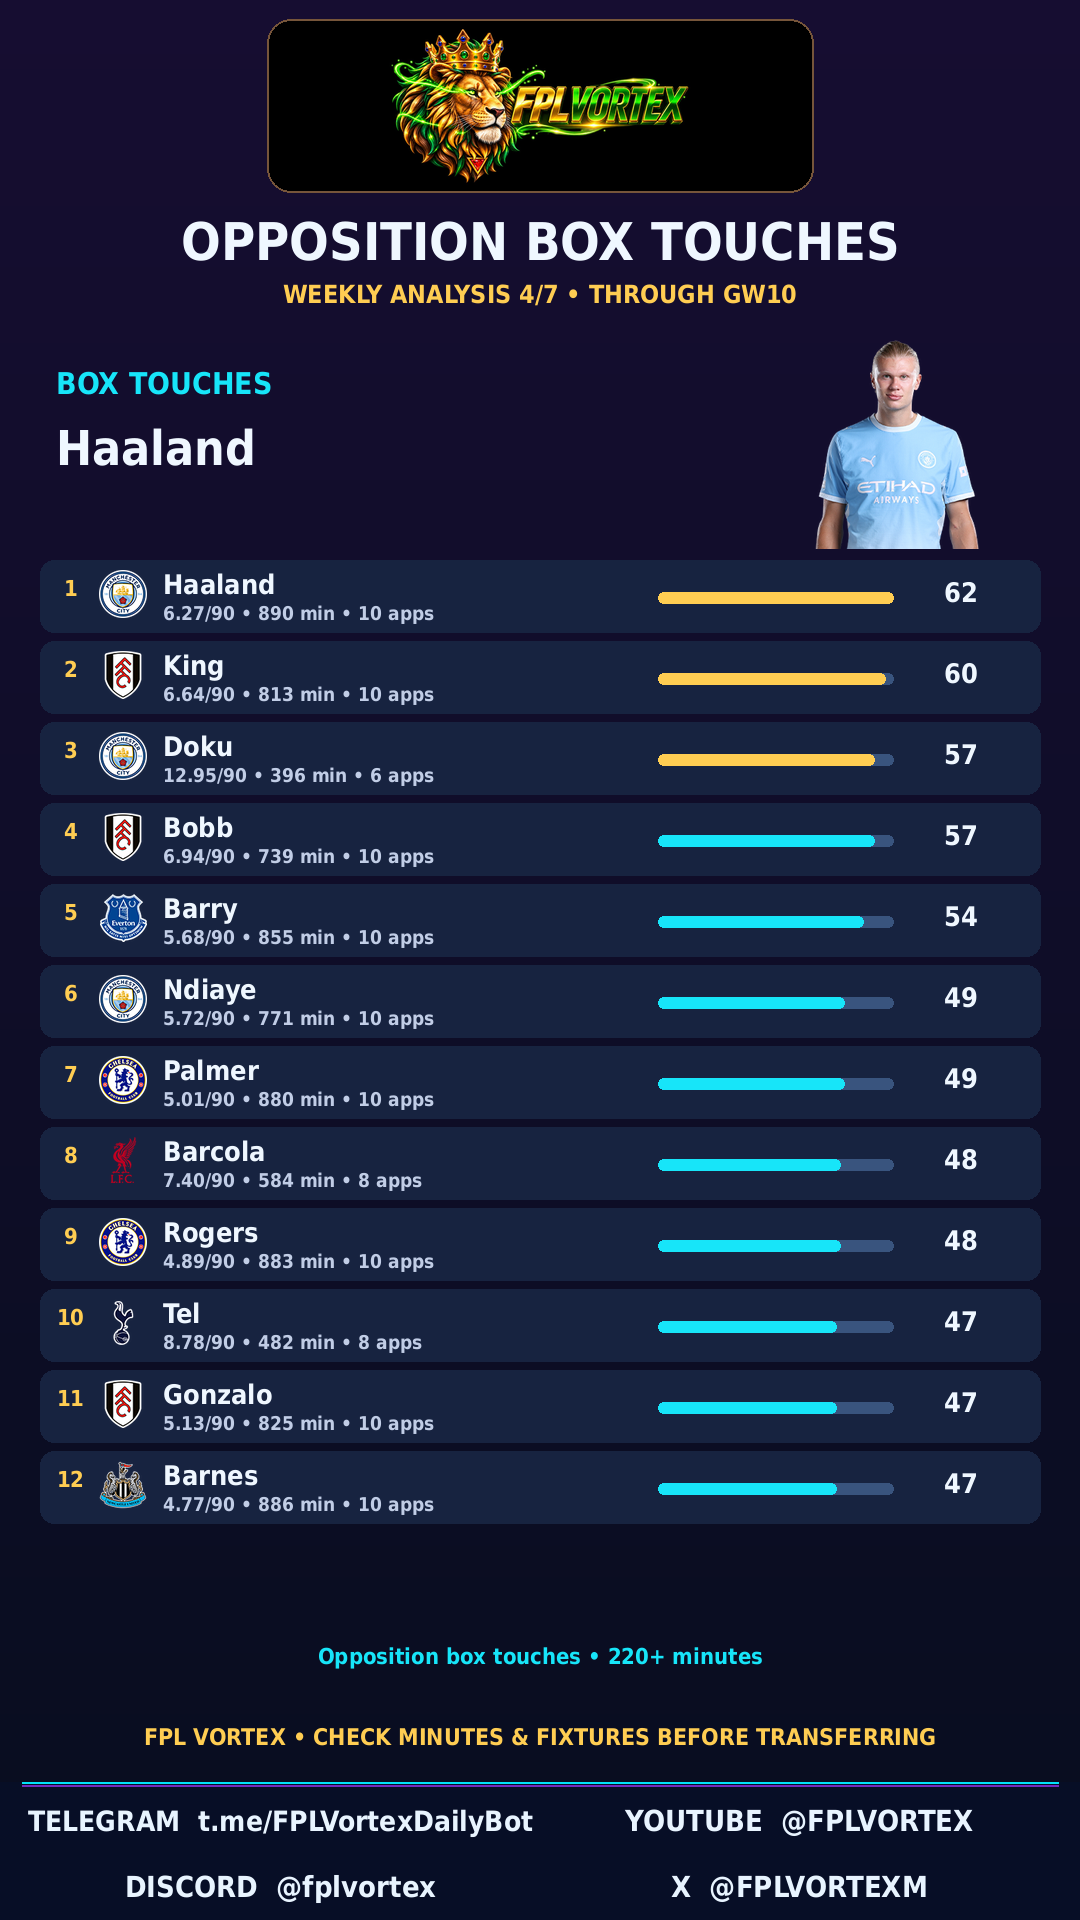 FPLVORTEX
OPPOSITION BOX TOUCHES
WEEKLY ANALYSIS 4/7 • THROUGH GW10
BOX TOUCHES
Haaland
ETIHAD
AIRWAYS
1 Haaland 62
6.27/90 • 890 min • 10 apps
2 King 60
6.64/90 • 813 min • 10 apps
3 Doku 57
12.95/90 • 396 min • 6 apps
4 Bobb 57
6.94/90 • 739 min • 10 apps
5 Barry 54
5.68/90 • 855 min • 10 apps
6 Ndiaye 49
5.72/90 • 771 min • 10 apps
7 Palmer 49
5.01/90 • 880 min • 10 apps
8 Barcola 48
7.40/90 • 584 min • 8 apps
9 Rogers 48
4.89/90 • 883 min • 10 apps
10 Tel 47
8.78/90 • 482 min • 8 apps
11 Gonzalo 47
5.13/90 • 825 min • 10 apps
12 Barnes 47
4.77/90 • 886 min • 10 apps
Opposition box touches • 220+ minutes
FPL VORTEX • CHECK MINUTES & FIXTURES BEFORE TRANSFERRING
TELEGRAM t.me/FPLVortexDailyBot YOUTUBE @FPLVORTEX
DISCORD @fplvortex X @FPLVORTEXM